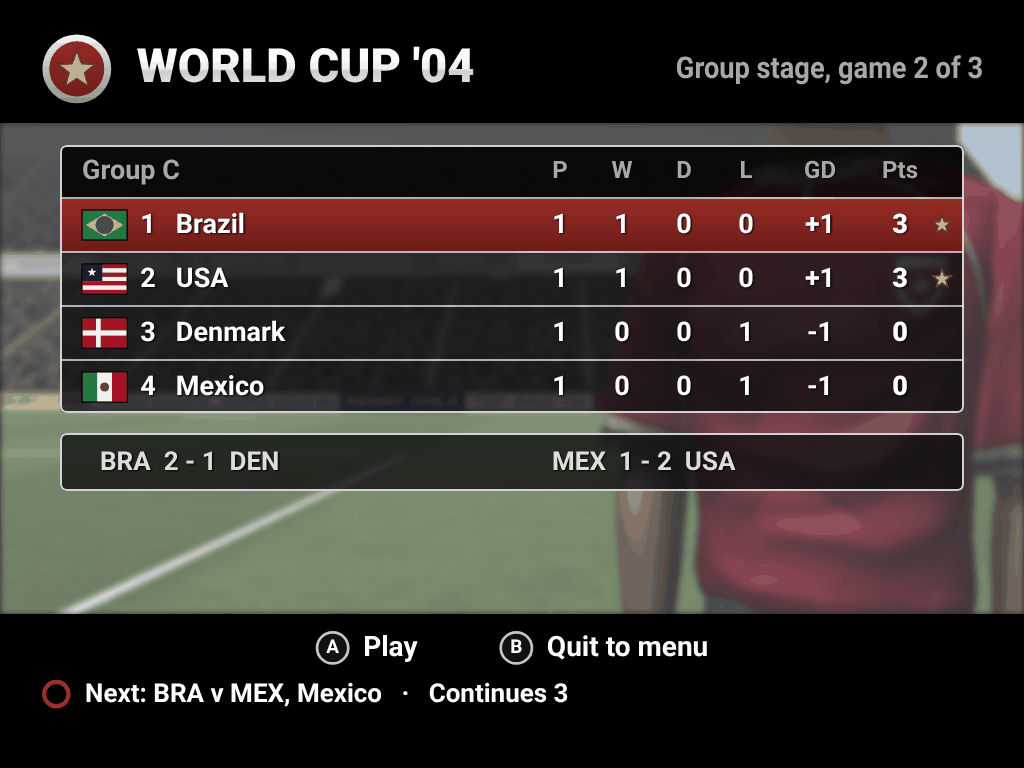 WORLD CUP '04
Group stage, game 2 of 3
Group C P W D L GD Pts
1 Brazil 1 1 0 0 +1 3
2 USA 1 1 0 0 +1 3
3 Denmark 1 0 0 1 -1 0
4 Mexico 1 0 0 1 -1 0
BRA 2 - 1 DEN MEX 1 - 2 USA
A Play B Quit to menu
Next: BRA v MEX, Mexico · Continues 3